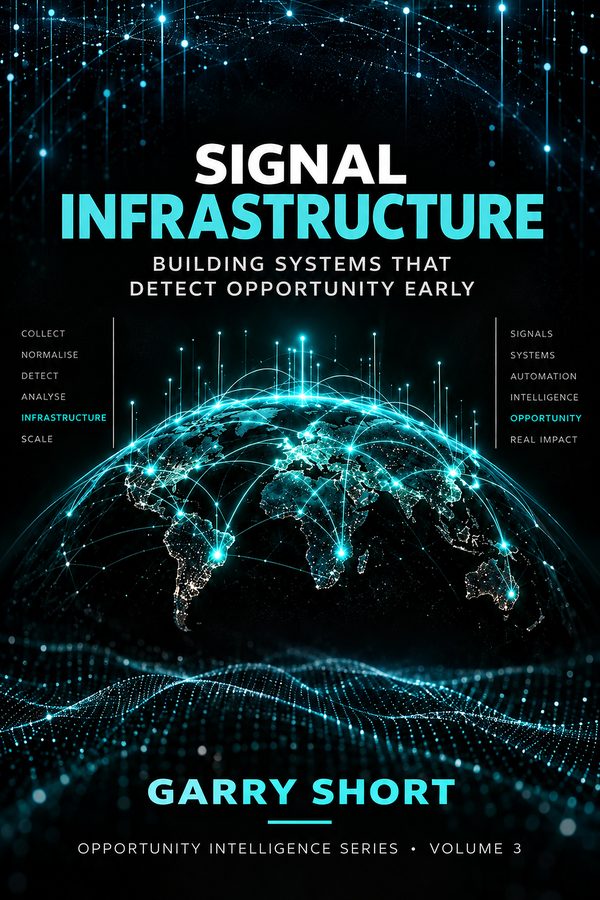 SIGNAL
INFRASTRUCTURE
BUILDING SYSTEMS THAT
DETECT OPPORTUNITY EARLY
COLLECT
NORMALISE
DETECT
ANALYSE
INFRASTRUCTURE
SCALE
SIGNALS
SYSTEMS
AUTOMATION
INTELLIGENCE
OPPORTUNITY
REAL IMPACT
GARRY SHORT
OPPORTUNITY INTELLIGENCE SERIES • VOLUME 3